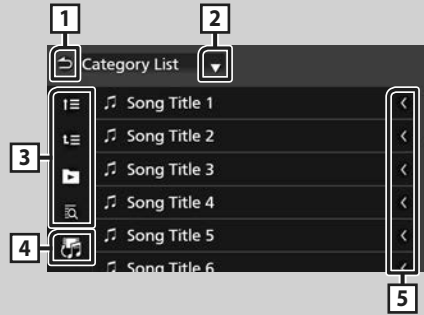 1 2
Category List
Song Title 1
Song Title 2
Song Title 3
3
Song Title 4
4
Song Title 5
Song Title 6
5